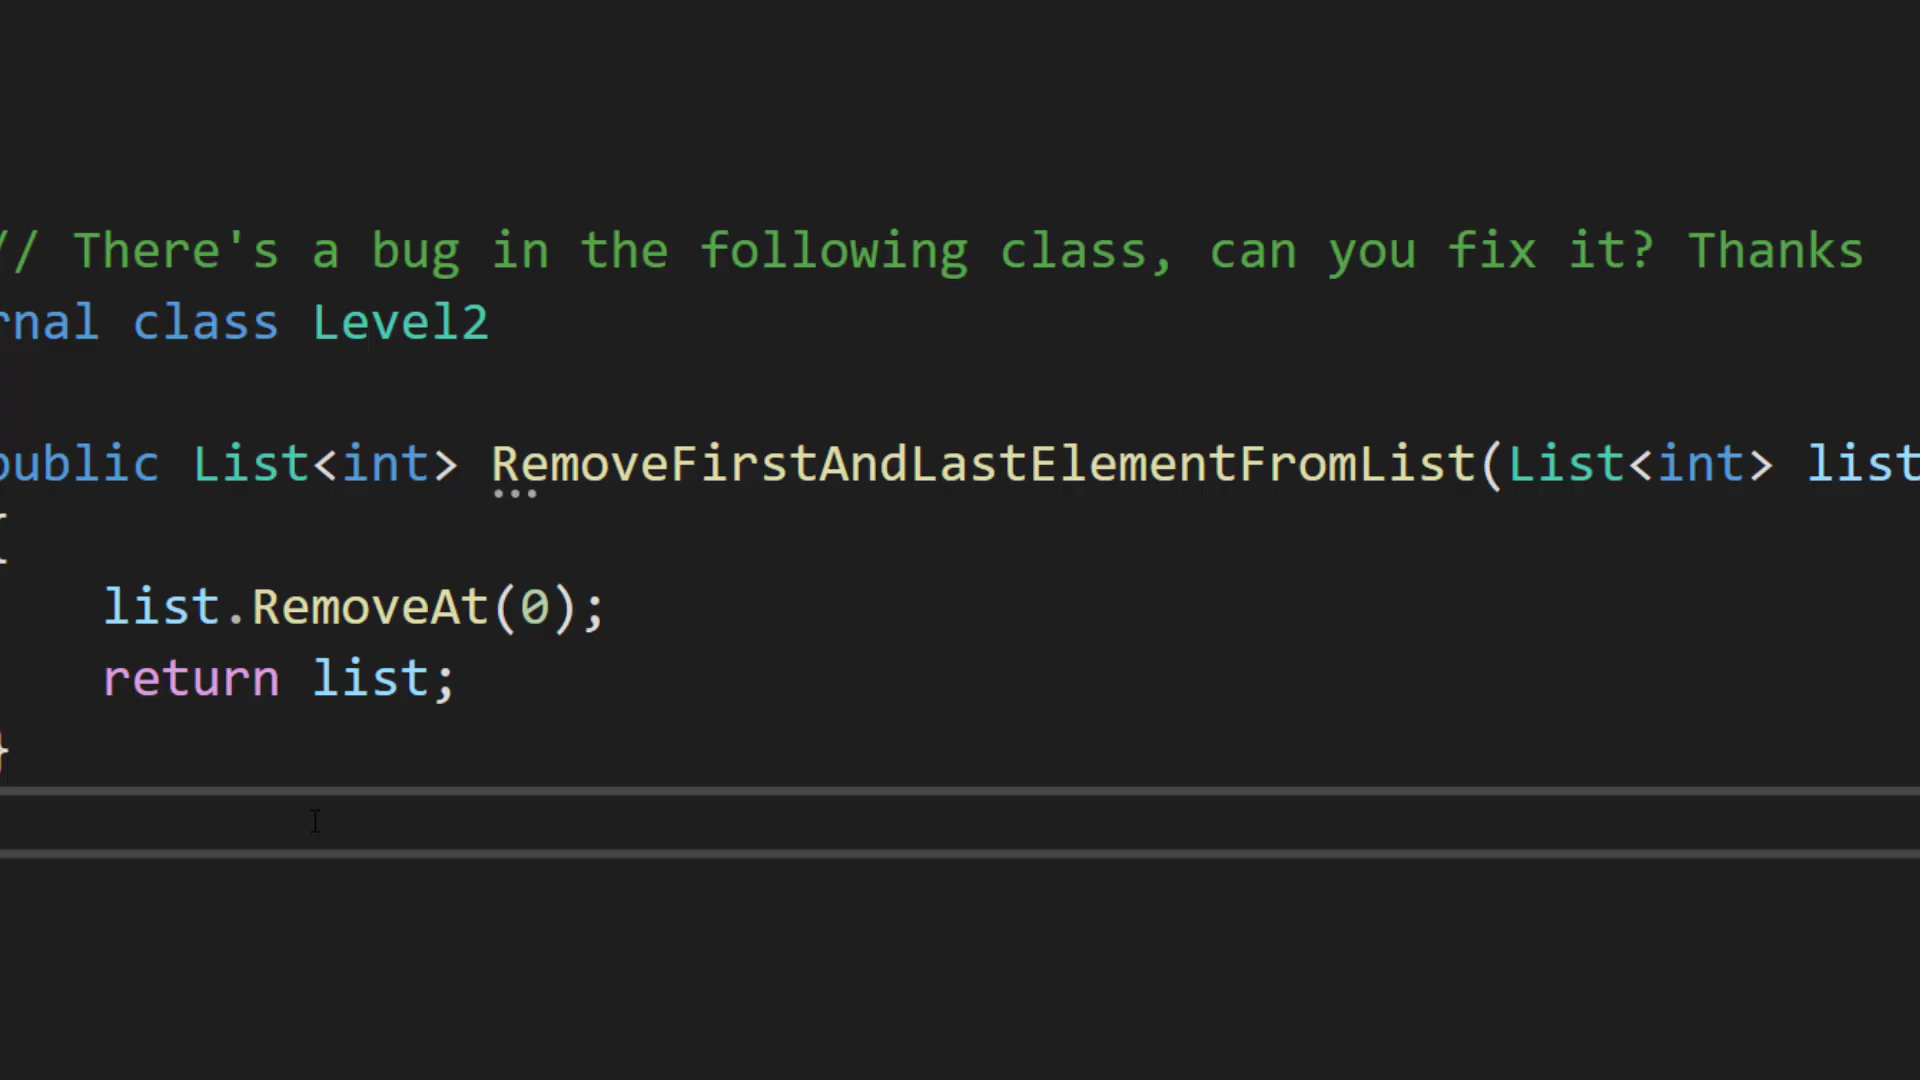 // There's a bug in the following class, can you fix it? Thanks
rnal class Level2
public List<int> RemoveFirstAndLastElementFromList(List<int> list
{
list.RemoveAt(0);
return list;
}